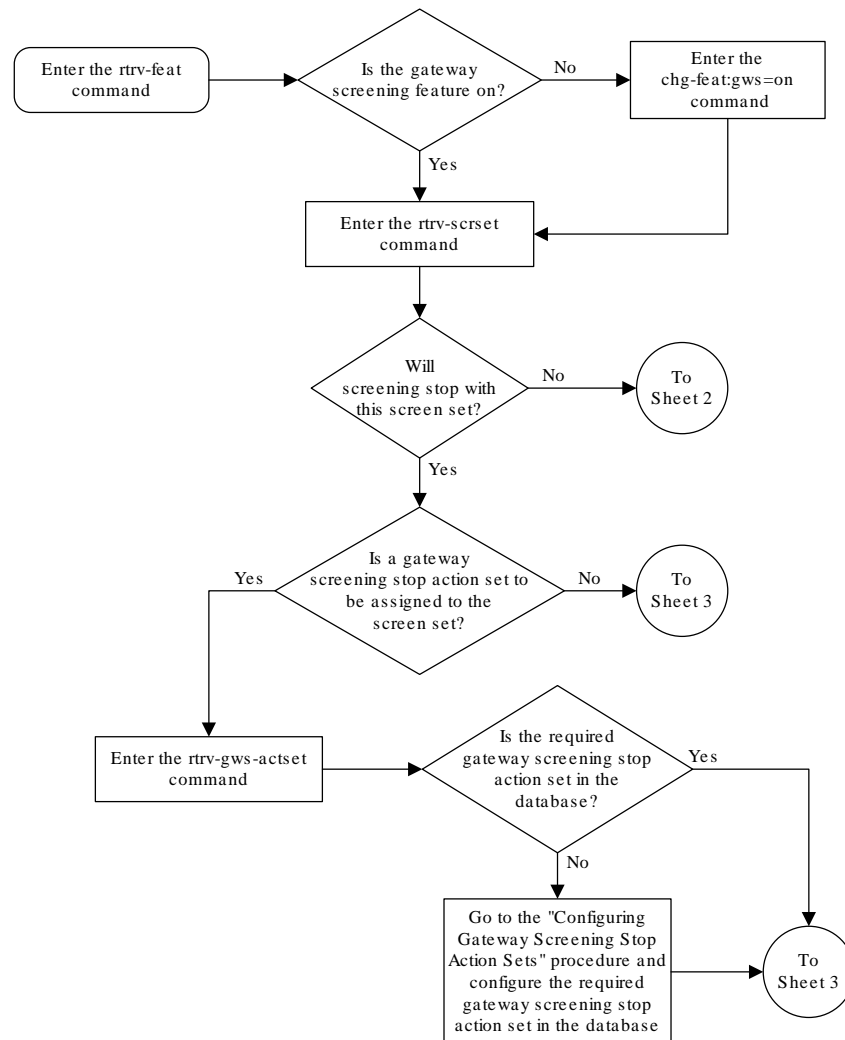 Enter the rtrv-feat
command
Is the gateway
screening feature on?
No
Enter the
chg-feat:gws=on
command
Yes
Enter the rtrv-scrset
command
Will
screening stop with
this screen set?
No
To
Sheet 2
Yes
Is a gateway
screening stop action set to
be assigned to the
screen set?
Yes
No
To
Sheet 3
Enter the rtrv-gws-actset
command
Is the required
gateway screening stop
action set in the
database?
Yes
No
Go to the "Configuring
Gateway Screening Stop
Action Sets" procedure and
configure the required
gateway screening stop
action set in the database
To
Sheet 3